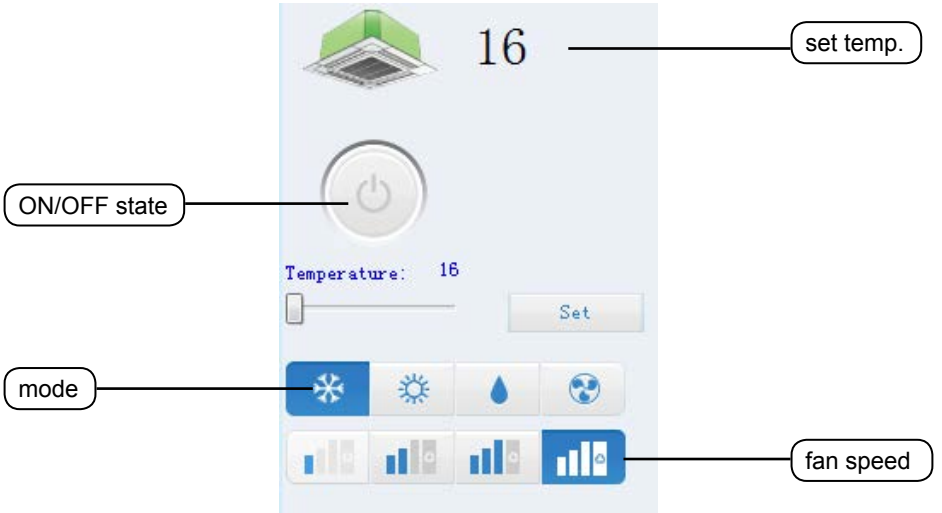 16
set temp.
ON/OFF state
Temperature: 16
Set
mode
fan speed